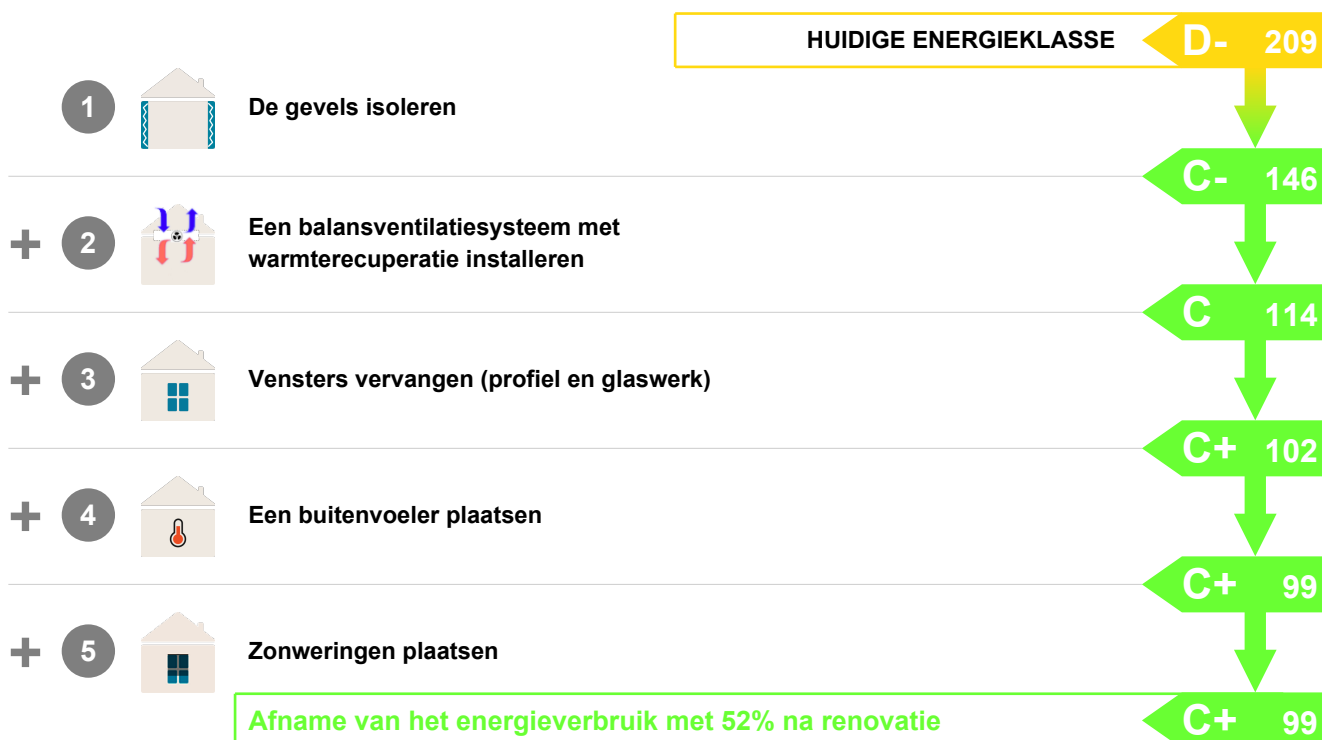 HUIDIGE ENERGIEKLASSE D- 209
1 De gevels isoleren
C- 146
+ 2 Een balansventilatiesysteem met
warmterecuperatie installeren
C 114
+ 3 Vensters vervangen (profiel en glaswerk)
C+ 102
+ 4 Een buitenvoeler plaatsen
C+ 99
+ 5 Zonweringen plaatsen
Afname van het energieverbruik met 52% na renovatie C+ 99